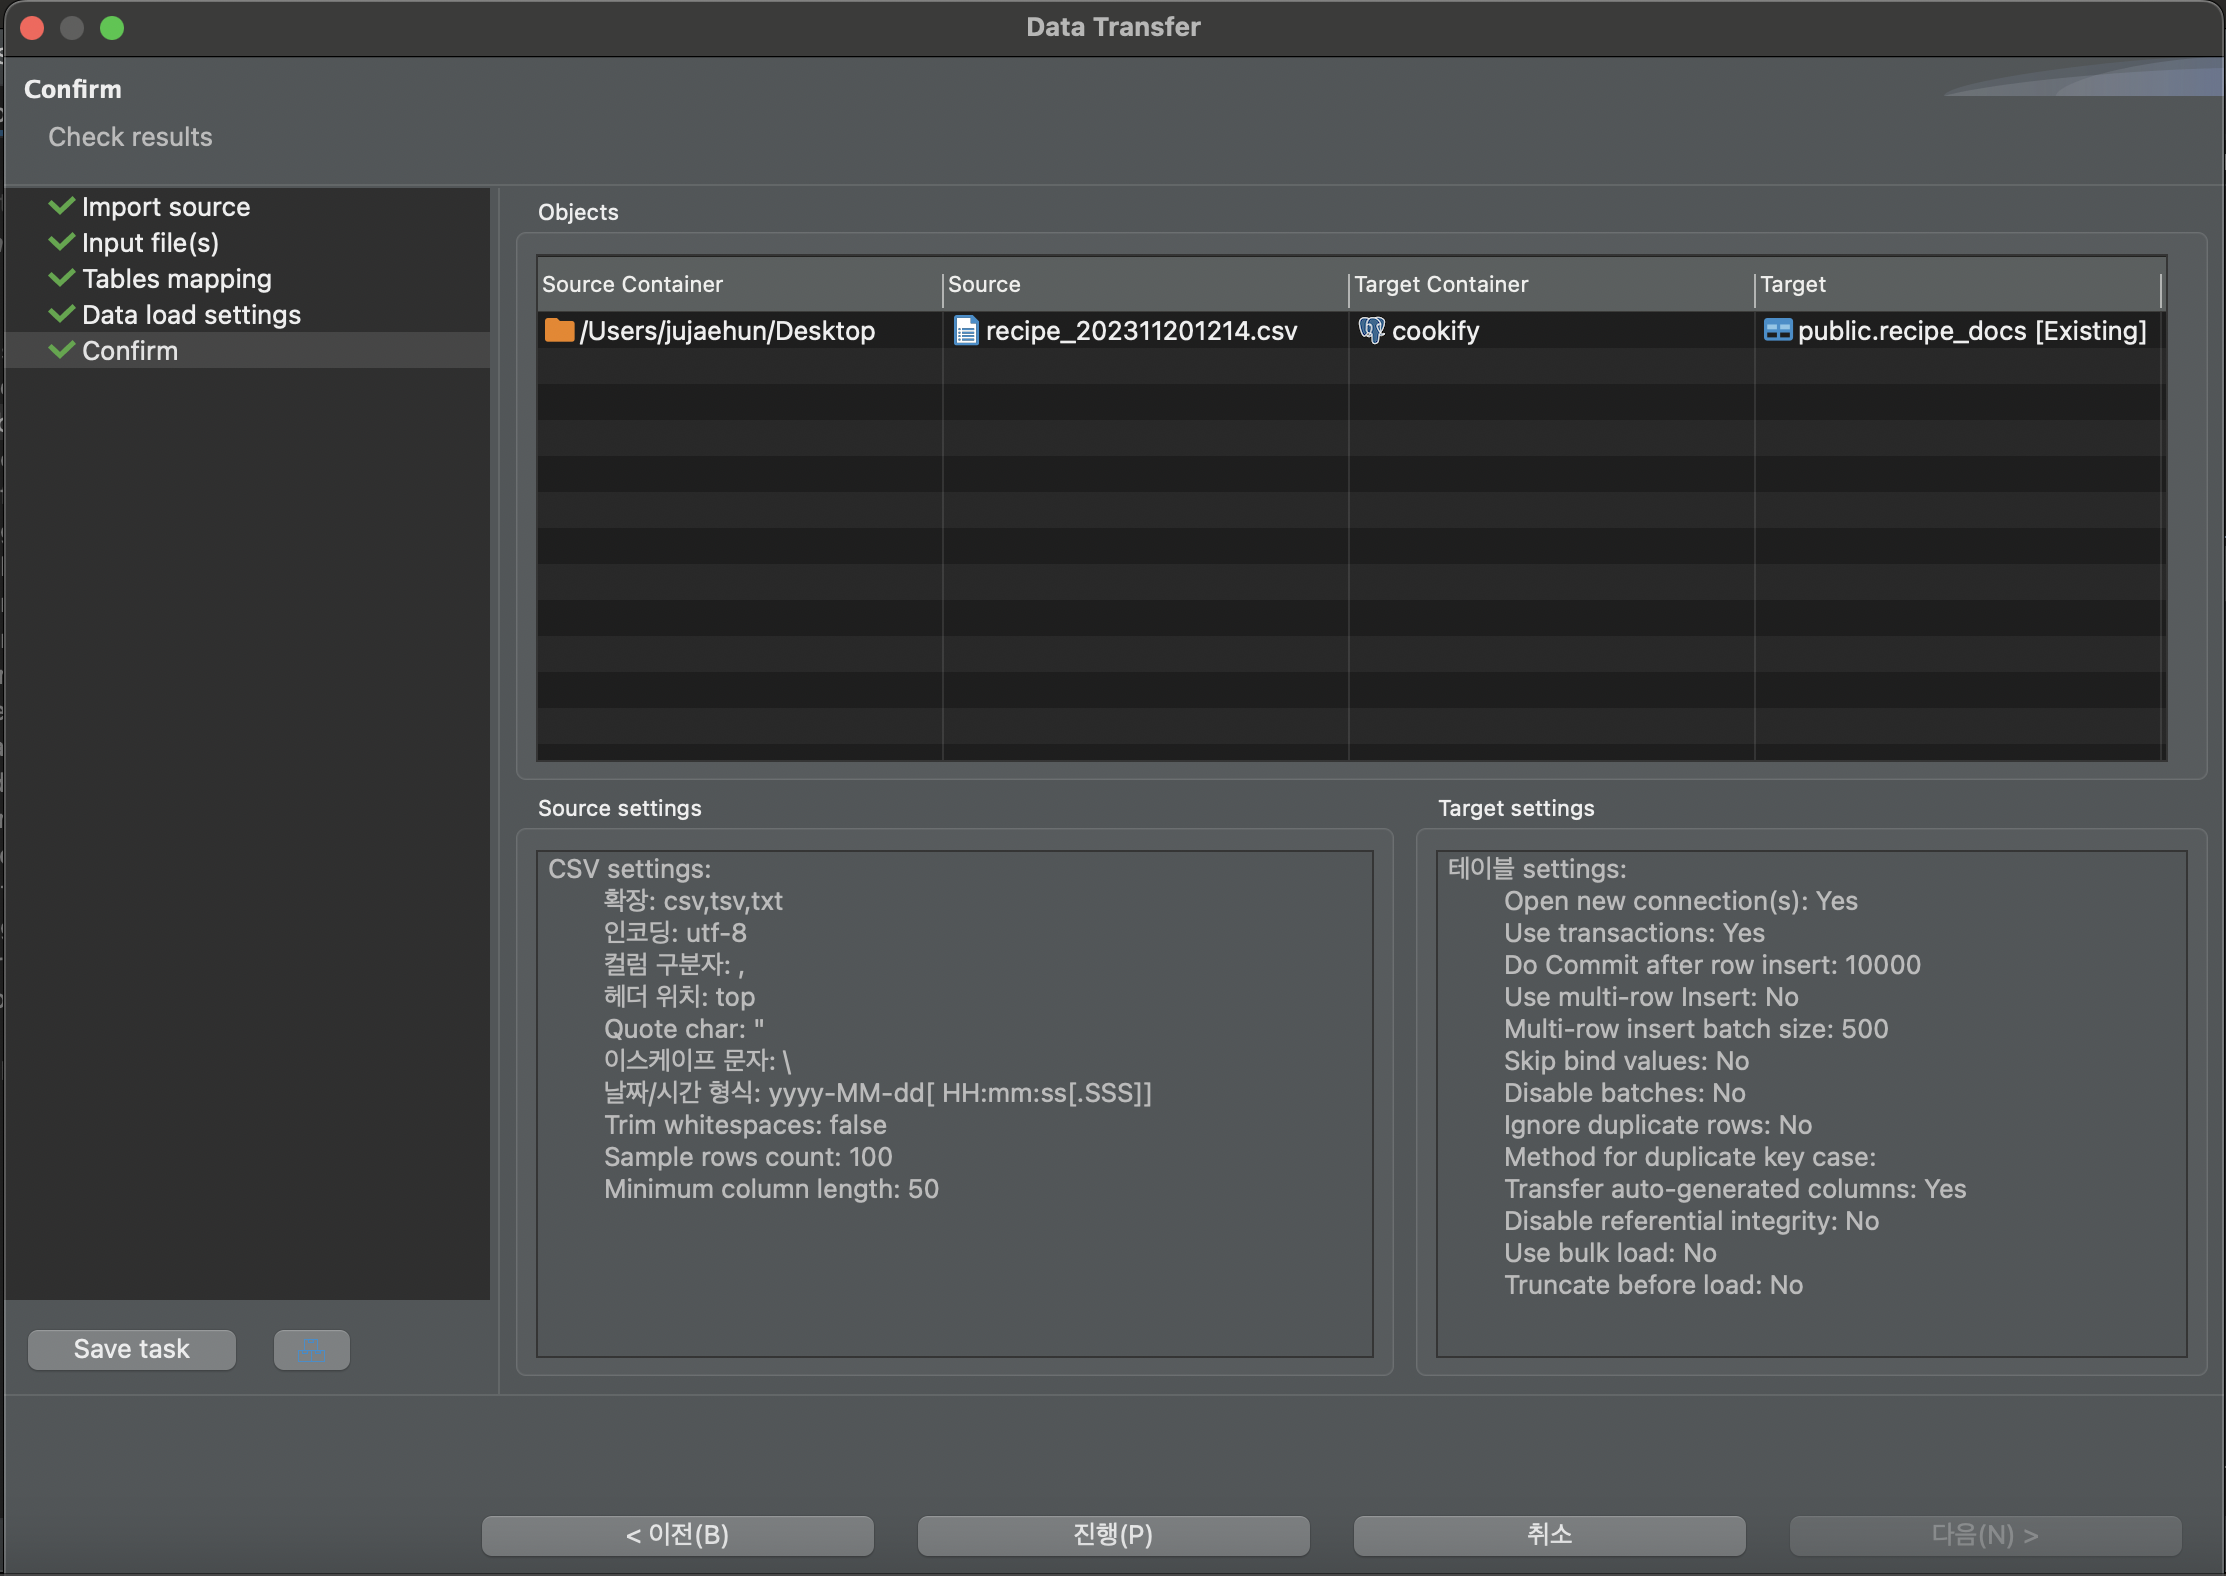 Data Transfer
Confirm
Check results
Import source
Input file(s)
Tables mapping
Data load settings
Confirm
Objects
Source Container Source Target Container Target
/Users/jujaehun/Desktop recipe_202311201214.csv cookify public.recipe_docs [Existing]
Source settings
CSV settings:
확장: csv,tsv,txt
인코딩: utf-8
컬럼 구분자: ,
헤더 위치: top
Quote char: "
이스케이프 문자: \
날짜/시간 형식: yyyy-MM-dd[ HH:mm:ss[.SSS]]
Trim whitespaces: false
Sample rows count: 100
Minimum column length: 50
Target settings
테이블 settings:
Open new connection(s): Yes
Use transactions: Yes
Do Commit after row insert: 10000
Use multi-row Insert: No
Multi-row insert batch size: 500
Skip bind values: No
Disable batches: No
Ignore duplicate rows: No
Method for duplicate key case:
Transfer auto-generated columns: Yes
Disable referential integrity: No
Use bulk load: No
Truncate before load: No
Save task
< 이전(B) 진행(P) 취소 다음(N) >